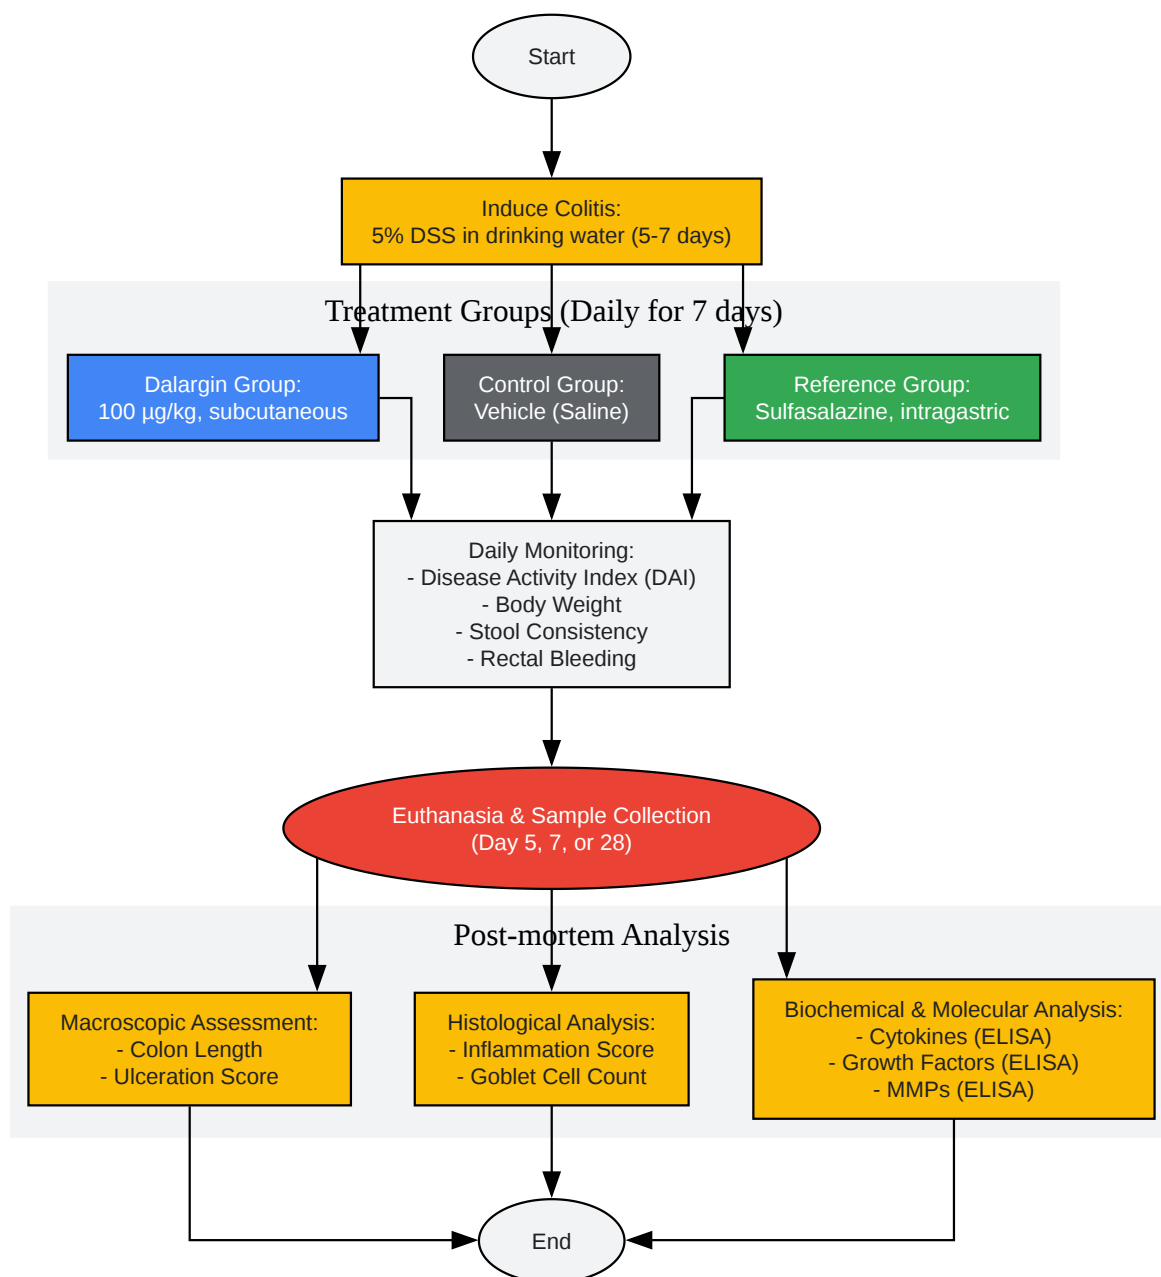 Start
Induce Colitis:
5% DSS in drinking water (5-7 days)
Treatment Groups (Daily for 7 days)
Dalargin Group:
100 µg/kg, subcutaneous
Control Group:
Vehicle (Saline)
Reference Group:
Sulfasalazine, intragastric
Daily Monitoring:
- Disease Activity Index (DAI)
- Body Weight
- Stool Consistency
- Rectal Bleeding
Euthanasia & Sample Collection
(Day 5, 7, or 28)
Post-mortem Analysis
Macroscopic Assessment:
- Colon Length
- Ulceration Score
Histological Analysis:
- Inflammation Score
- Goblet Cell Count
Biochemical & Molecular Analysis:
- Cytokines (ELISA)
- Growth Factors (ELISA)
- MMPs (ELISA)
End